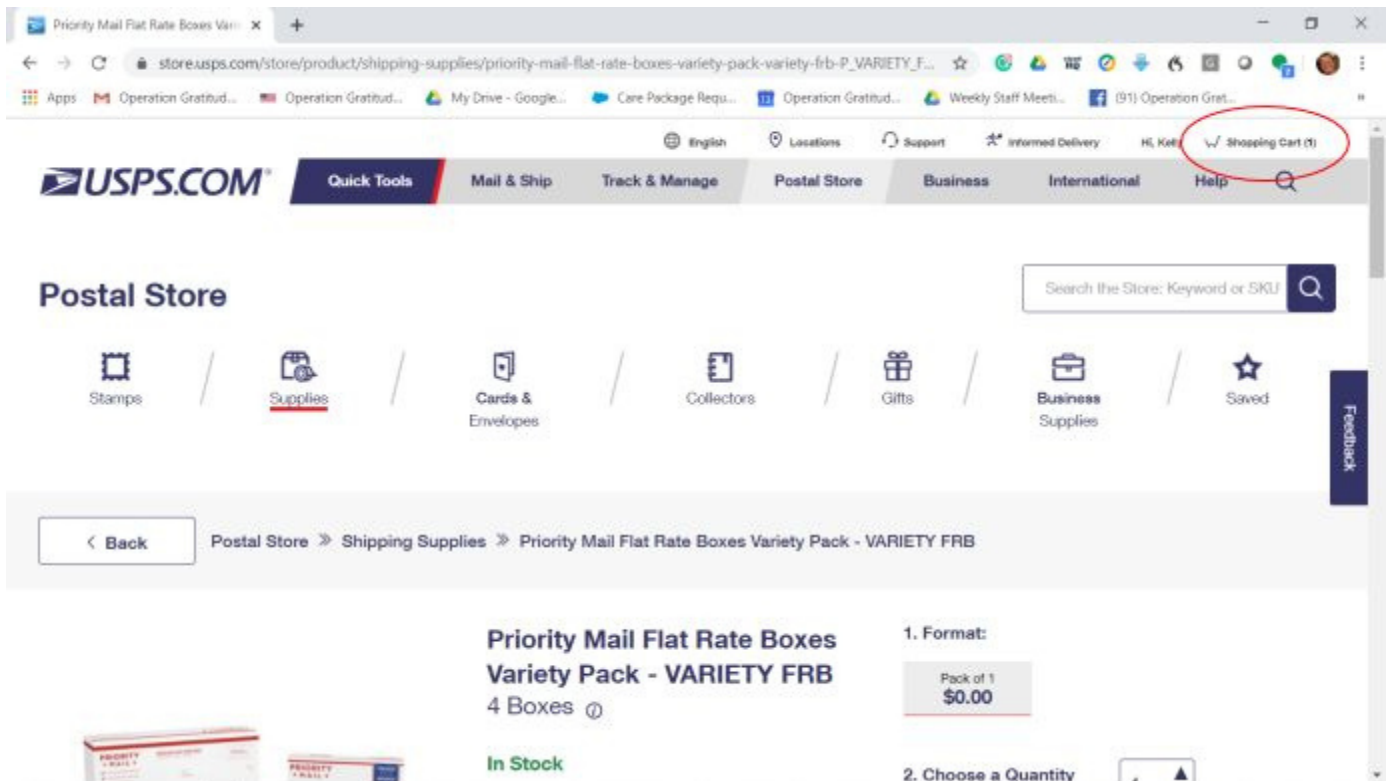 Priority Mail Flat Rate Boxes Vari
store.usps.com/store/product/shipping-supplies/priority-mail-flat-rate-boxes-variety-pack-variety-frb-P_VARIETY_F...
Apps Operation Gratitud... Operation Gratitud... My Drive - Google... Care Package Requ... Operation Gratitud... Weekly Staff Meeti... (91) Operation Grat...
English Locations Support Informed Delivery Hi, Kelly Shopping Cart (1)
USPS.COM® Quick Tools Mail & Ship Track & Manage Postal Store Business International Help
Postal Store
Search the Store: Keyword or SKU
Stamps Supplies Cards & Envelopes Collectors Gifts Business Supplies Saved
Feedback
< Back Postal Store » Shipping Supplies » Priority Mail Flat Rate Boxes Variety Pack - VARIETY FRB
Priority Mail Flat Rate Boxes
Variety Pack - VARIETY FRB
4 Boxes
In Stock
1. Format:
Pack of 1
$0.00
2. Choose a Quantity
PRIORITY
MAIL
PRIORITY
MAIL